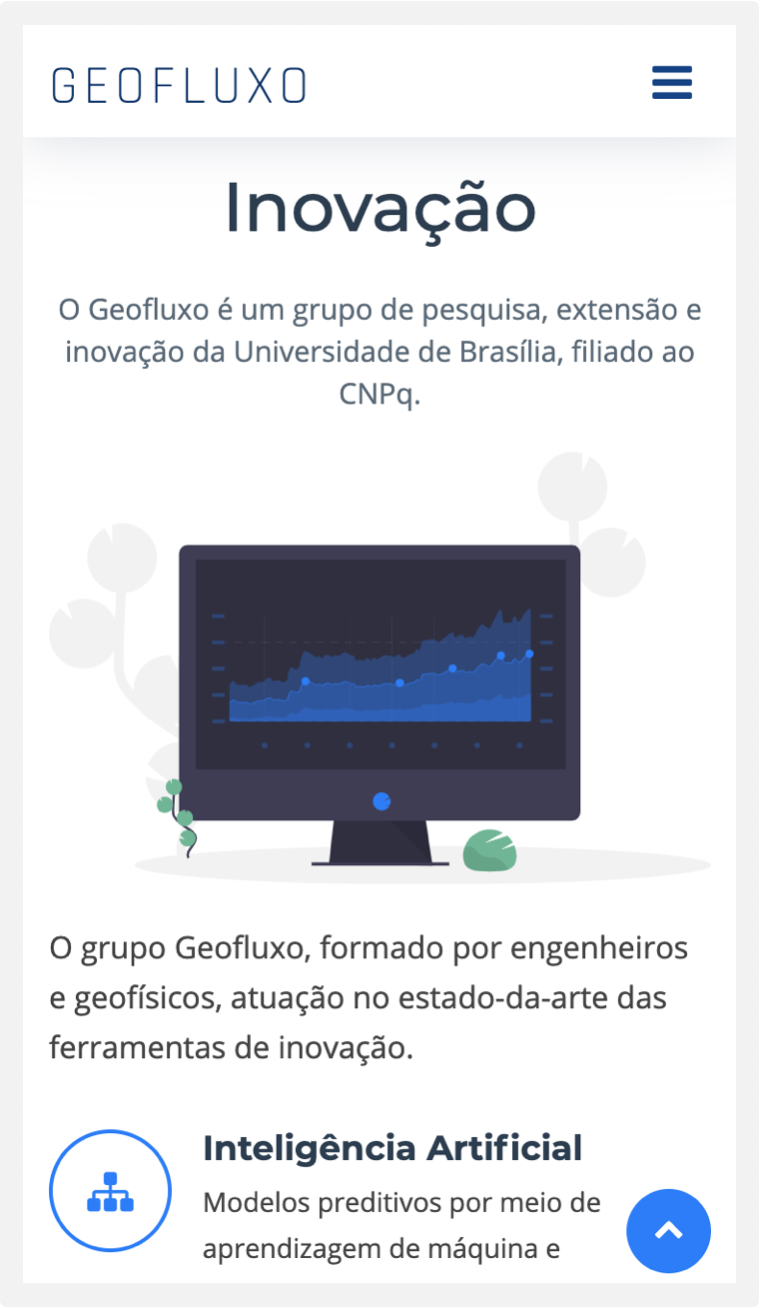 GEOFLUXO
Inovação
O Geofluxo é um grupo de pesquisa, extensão e
inovação da Universidade de Brasília, filiado ao
CNPq.
O grupo Geofluxo, formado por engenheiros
e geofísicos, atuação no estado-da-arte das
ferramentas de inovação.
Inteligência Artificial
Modelos preditivos por meio de
aprendizagem de máquina e